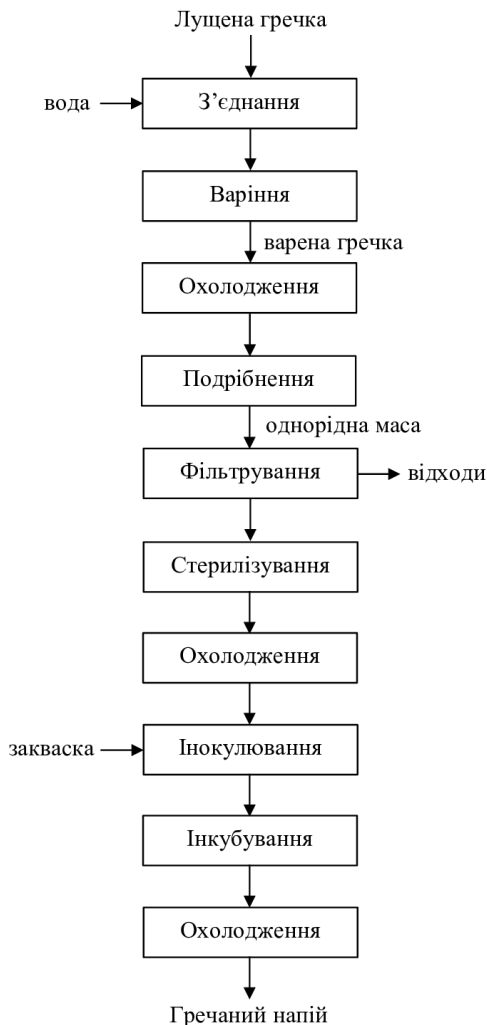 Лущена гречка
вода
З’єднання
Варіння
варена гречка
Охолодження
Подрібнення
однорідна маса
Фільтрування
відходи
Стерилізування
Охолодження
закваска
Інокулювання
Інкубування
Охолодження
Гречаний напій